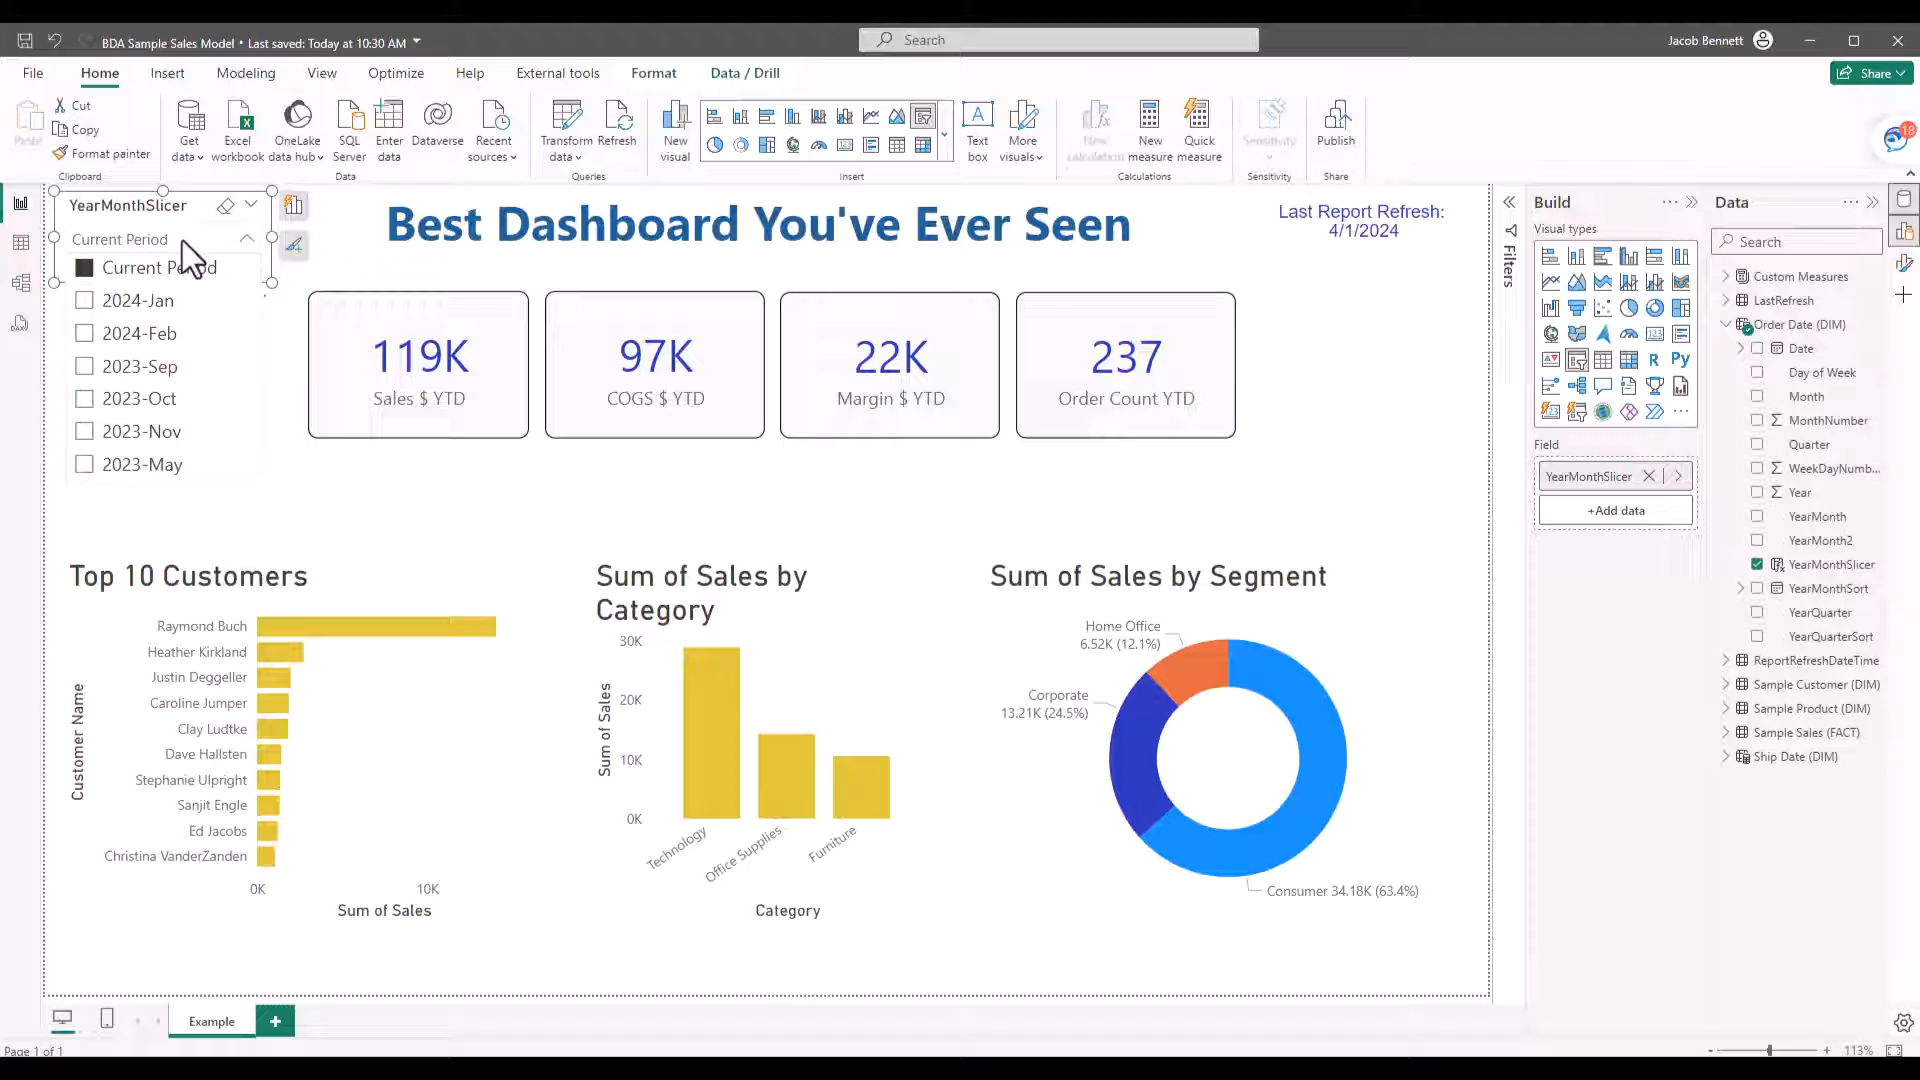 BDA Sample Sales Model • Last saved: Today at 10:30 AM
Search
Jacob Bennett
File
Home
Insert
Modeling
View
Optimize
Help
External tools
Format
Data / Drill
Share
Paste
Cut
Copy
Format painter
Clipboard
Get data
Excel workbook
OneLake data hub
SQL Server
Enter data
Dataverse
Recent sources
Data
Transform data
Refresh
Queries
New visual
Text box
More visuals
Insert
New calculation
New measure
Quick measure
Calculations
Sensitivity
Sensitivity
Publish
Share
18
YearMonthSlicer
Current Period
Current Period
2024-Jan
2024-Feb
2023-Sep
2023-Oct
2023-Nov
2023-May
Best Dashboard You've Ever Seen
Last Report Refresh:
4/1/2024
119K
Sales $ YTD
97K
COGS $ YTD
22K
Margin $ YTD
237
Order Count YTD
Top 10 Customers
Customer Name
Raymond Buch
Heather Kirkland
Justin Deggeller
Caroline Jumper
Clay Ludtke
Dave Hallsten
Stephanie Ulpright
Sanjit Engle
Ed Jacobs
Christina VanderZanden
0K
10K
Sum of Sales
Sum of Sales by
Category
Sum of Sales
30K
20K
10K
0K
Technology
Office Supplies
Furniture
Category
Sum of Sales by Segment
Home Office
6.52K (12.1%)
Corporate
13.21K (24.5%)
Consumer 34.18K (63.4%)
Filters
Build
Visual types
R
Py
Field
YearMonthSlicer
+Add data
Data
Search
Custom Measures
LastRefresh
Order Date (DIM)
Date
Day of Week
Month
MonthNumber
Quarter
WeekDayNumb...
Year
YearMonth
YearMonth2
YearMonthSlicer
YearMonthSort
YearQuarter
YearQuarterSort
ReportRefreshDateTime
Sample Customer (DIM)
Sample Product (DIM)
Sample Sales (FACT)
Ship Date (DIM)
Example
Page 1 of 1
113%